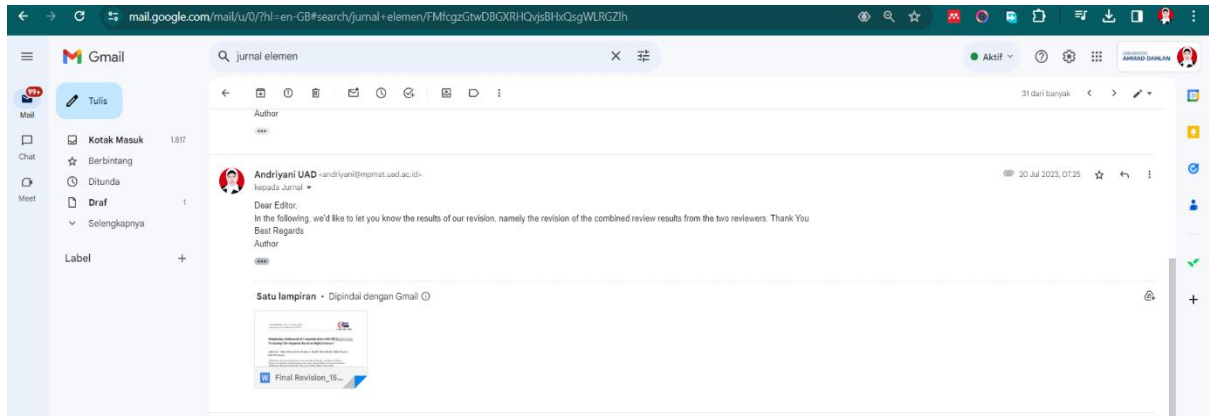 mail.google.com/mail/u/0/?hl=en-GB#search/jurnal+elemen/FMfcgzGtwDBGXRHQvjsBHxQsgWLRGZlh
Gmail
jurnal elemen
Aktif
UNIVERSITAS
AHMAD DAHLAN
99+
Mail
Chat
Meet
Tulis
Kotak Masuk 1.817
Berbintang
Ditunda
Draf 1
Selengkapnya
Label +
31 dari banyak
Author
Andriyani UAD <andriyani@mpmat.uad.ac.id>
20 Jul 2023, 07.25
kepada Jurnal
Dear Editor,
In the following, we'd like to let you know the results of our revision, namely the revision of the combined review results from the two reviewers. Thank You
Best Regards
Author
Satu lampiran • Dipindai dengan Gmail
W Final Revision_15...